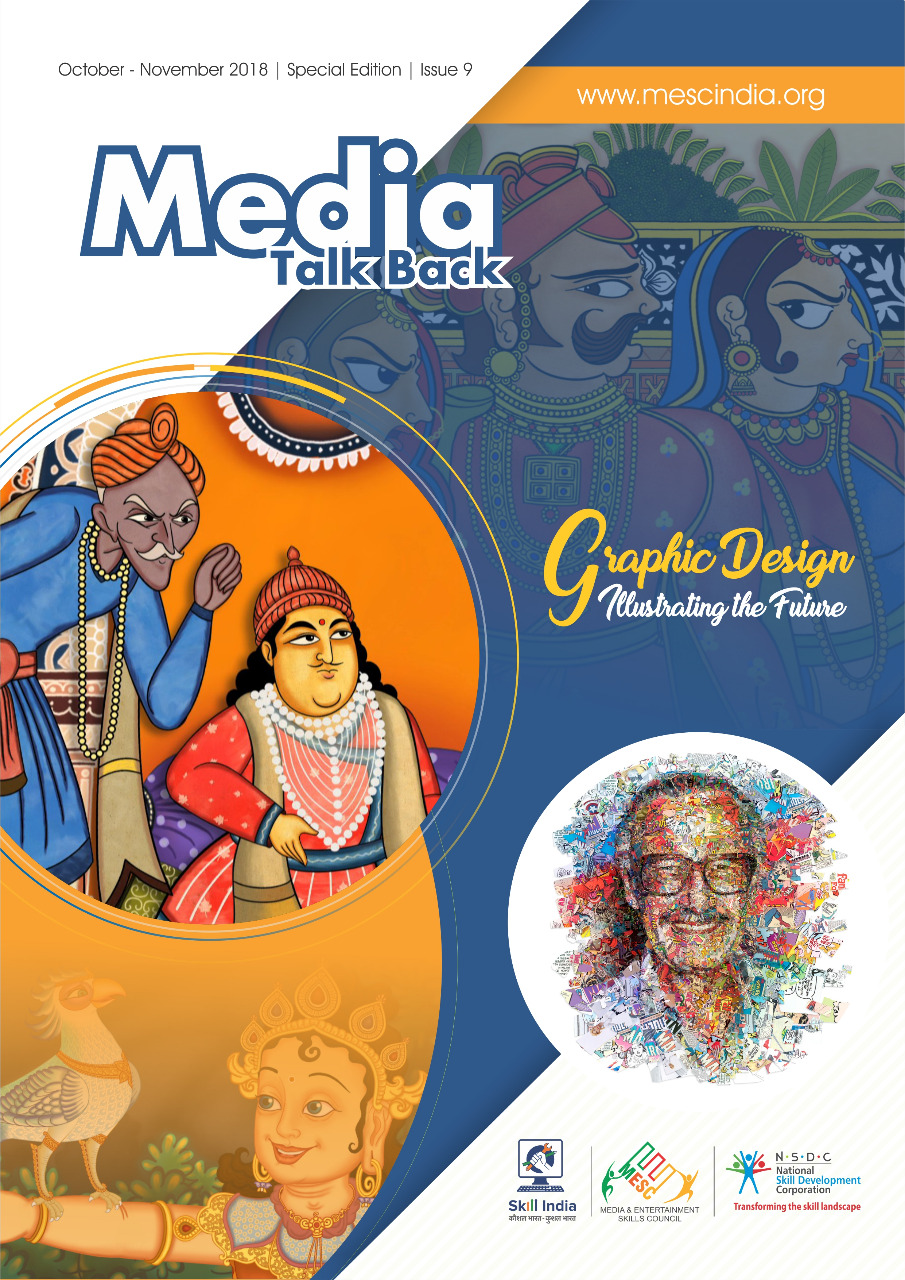 October - November 2018 | Special Edition | Issue 9
www.mescindia.org
Media
Talk Back
Graphic Design
Illustrating the Future
Skill India
कौशल भारत - कुशल भारत
MESC
MEDIA & ENTERTAINMENT
SKILLS COUNCIL
N·S·D·C
National
Skill Development
Corporation
Transforming the skill landscape